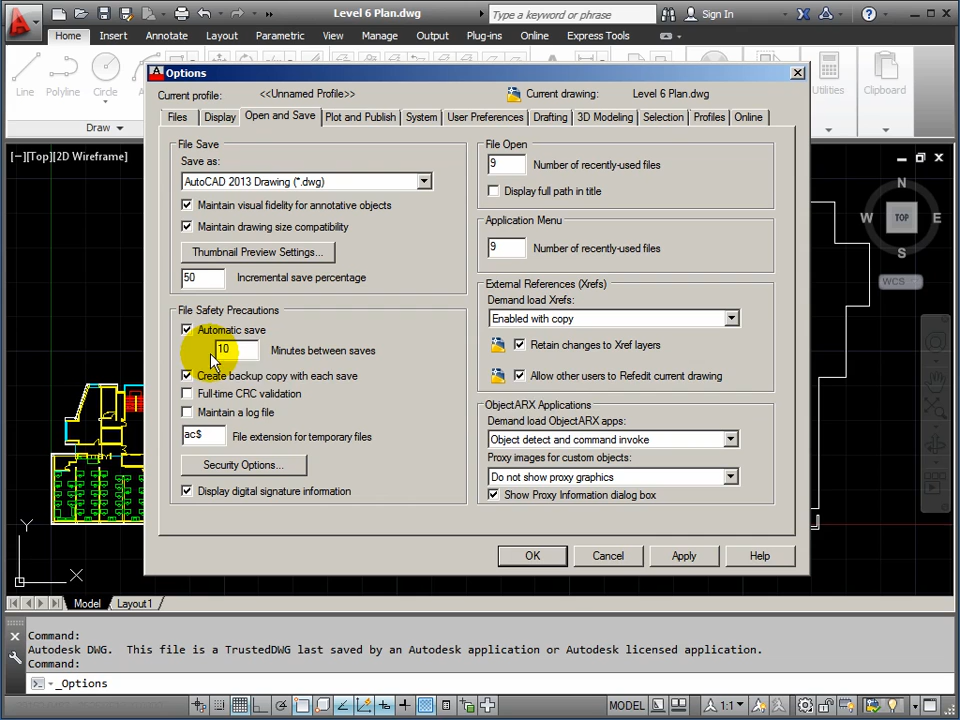 Level 6 Plan.dwg
Type a keyword or phrase
Sign In
Home Insert Annotate Layout Parametric View Manage Output Plug-ins Online Express Tools
Line Polyline Circle
Utilities Clipboard
Draw
Options
Current profile: <<Unnamed Profile>> Current drawing: Level 6 Plan.dwg
Files Display Open and Save Plot and Publish System User Preferences Drafting 3D Modeling Selection Profiles Online
File Save
Save as:
AutoCAD 2013 Drawing (*.dwg)
Maintain visual fidelity for annotative objects
Maintain drawing size compatibility
Thumbnail Preview Settings...
50 Incremental save percentage
File Safety Precautions
Automatic save
10 Minutes between saves
Create backup copy with each save
Full-time CRC validation
Maintain a log file
ac$ File extension for temporary files
Security Options...
Display digital signature information
File Open
9 Number of recently-used files
Display full path in title
Application Menu
9 Number of recently-used files
External References (Xrefs)
Demand load Xrefs:
Enabled with copy
Retain changes to Xref layers
Allow other users to Refedit current drawing
ObjectARX Applications
Demand load ObjectARX apps:
Object detect and command invoke
Proxy images for custom objects:
Do not show proxy graphics
Show Proxy Information dialog box
OK Cancel Apply Help
[−][Top][2D Wireframe]
N
W TOP E
S
WCS
Y
X
Model Layout1
Command:
Autodesk DWG. This file is a TrustedDWG last saved by an Autodesk application or Autodesk licensed application.
Command:
_Options
MODEL 1:1